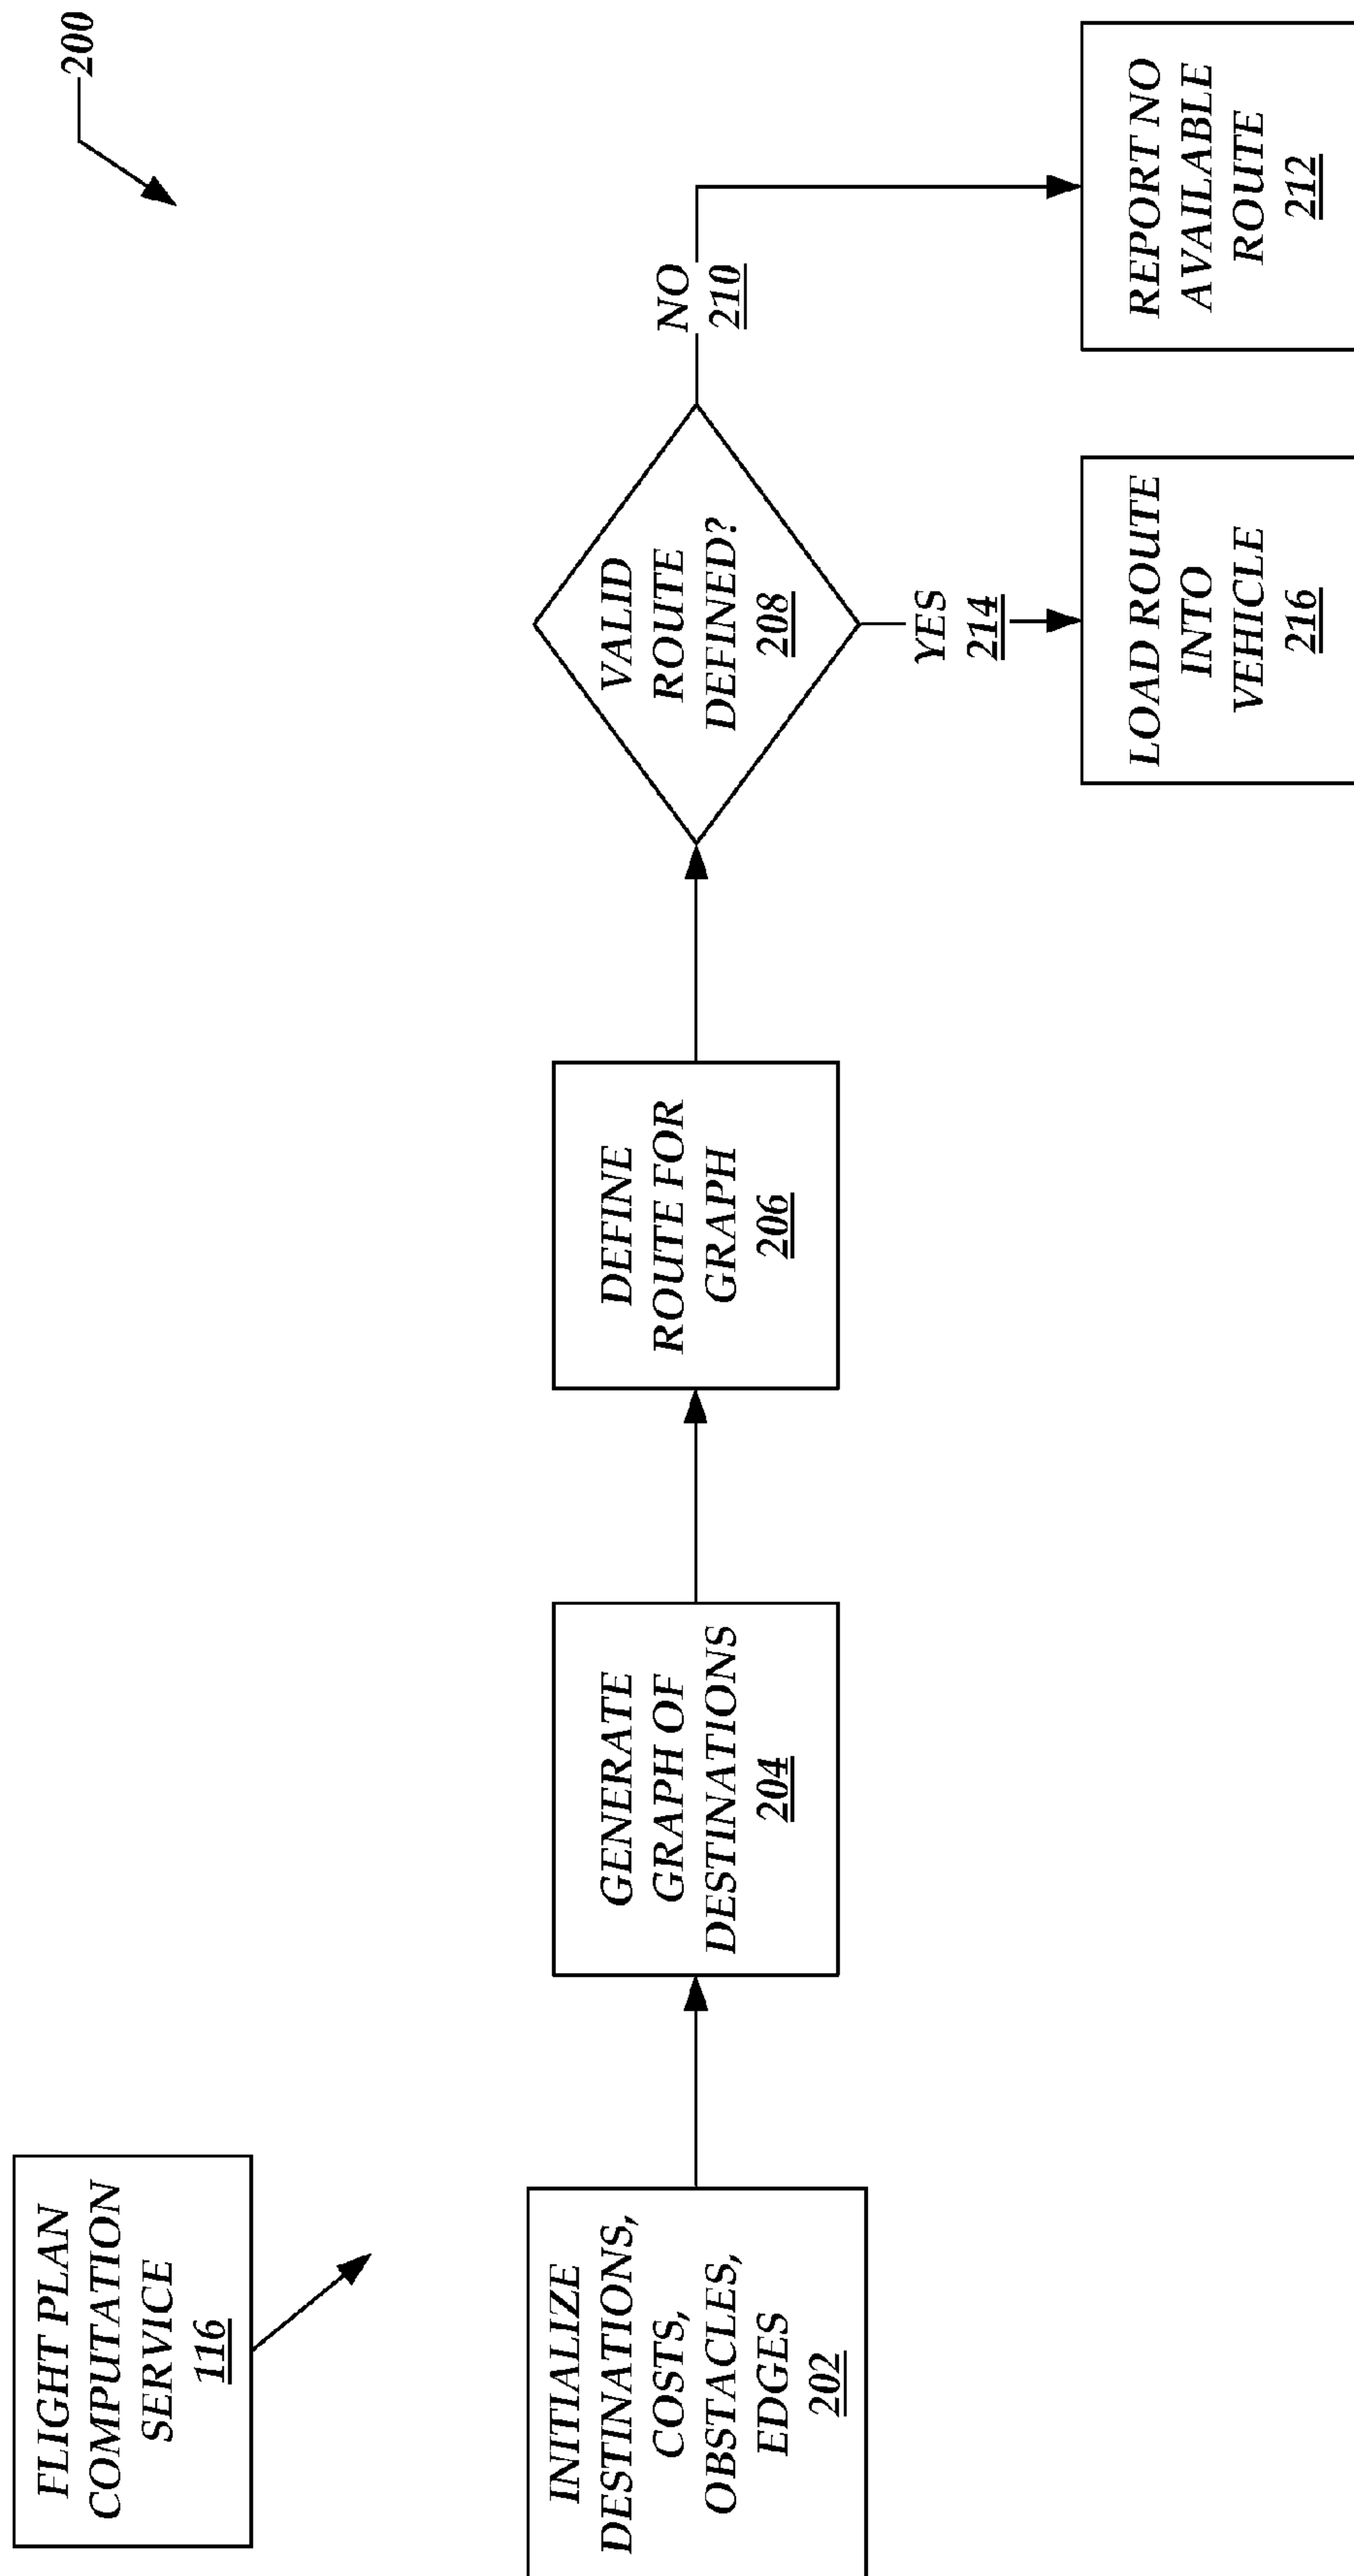 200
FLIGHT PLAN
COMPUTATION
SERVICE
116
INITIALIZE
DESTINATIONS,
COSTS,
OBSTACLES,
EDGES
202
GENERATE
GRAPH OF
DESTINATIONS
204
DEFINE
ROUTE FOR
GRAPH
206
VALID
ROUTE
DEFINED?
208
NO
210
REPORT NO
AVAILABLE
ROUTE
212
YES
214
LOAD ROUTE
INTO
VEHICLE
216